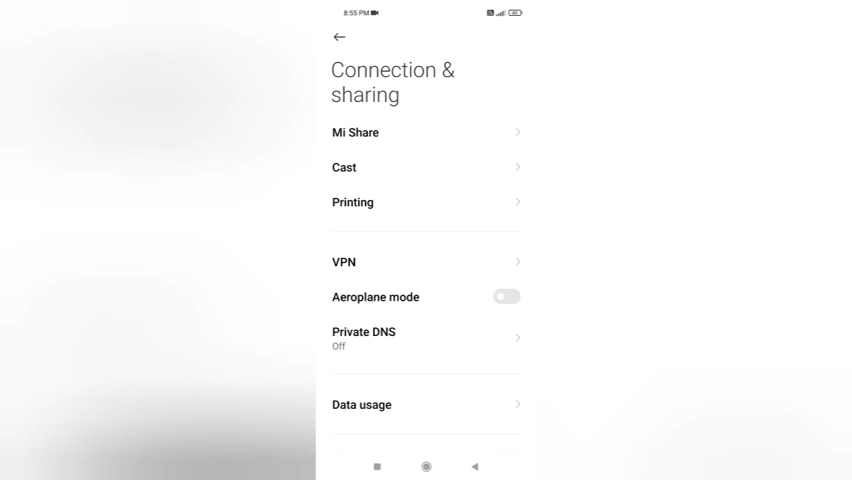 8:55 PM
Connection &
sharing
Mi Share
Cast
Printing
VPN
Aeroplane mode
Private DNS
Off
Data usage